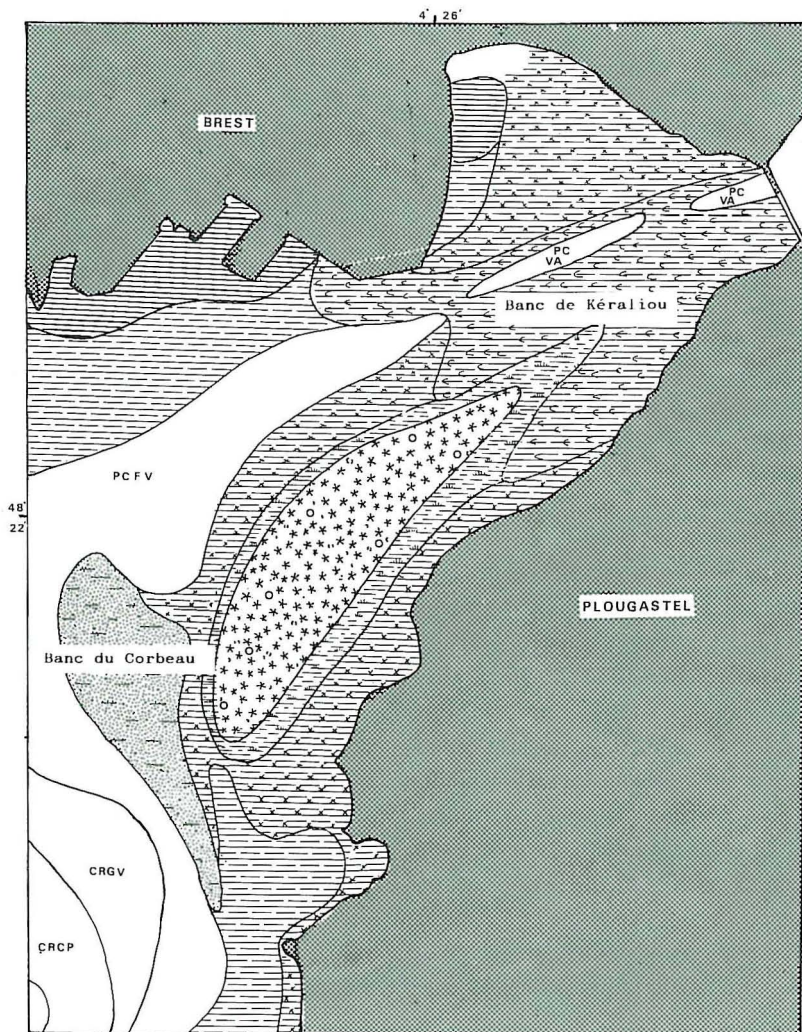 4° 26'
BREST
PC
VA
PC
VA
Banc de Kéraliou
PCFV
48°
22'
PLOUGASTEL
Banc du Corbeau
CRGV
CRCP